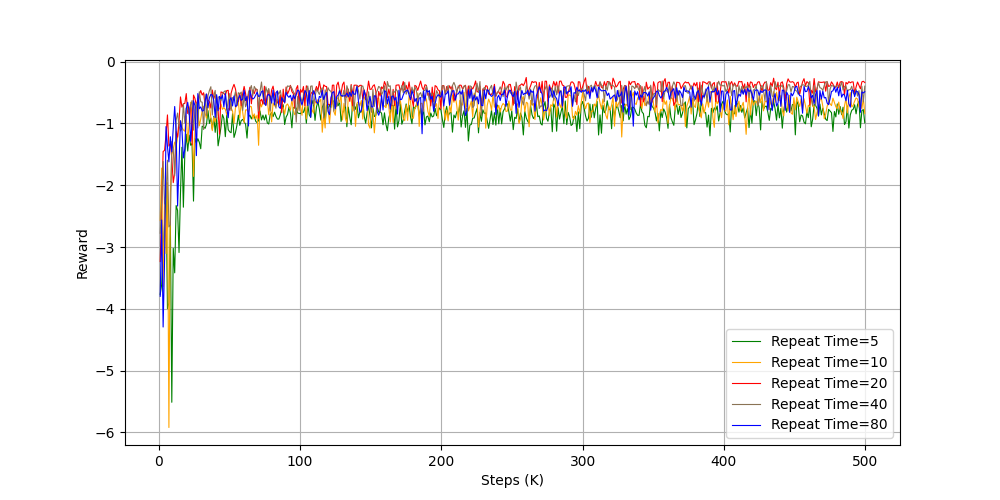 0
−1
−2
−3
−4
−5
−6
Reward
0 100 200 300 400 500
Steps (K)
Repeat Time=5
Repeat Time=10
Repeat Time=20
Repeat Time=40
Repeat Time=80